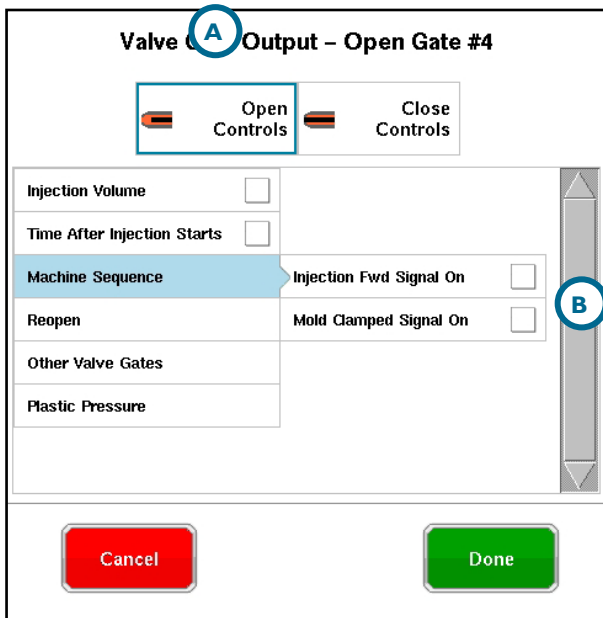 A
Valve Output – Open Gate #4
Open
Controls
Close
Controls
Injection Volume
Time After Injection Starts
Machine Sequence
Injection Fwd Signal On
B
Reopen
Mold Clamped Signal On
Other Valve Gates
Plastic Pressure
Cancel
Done